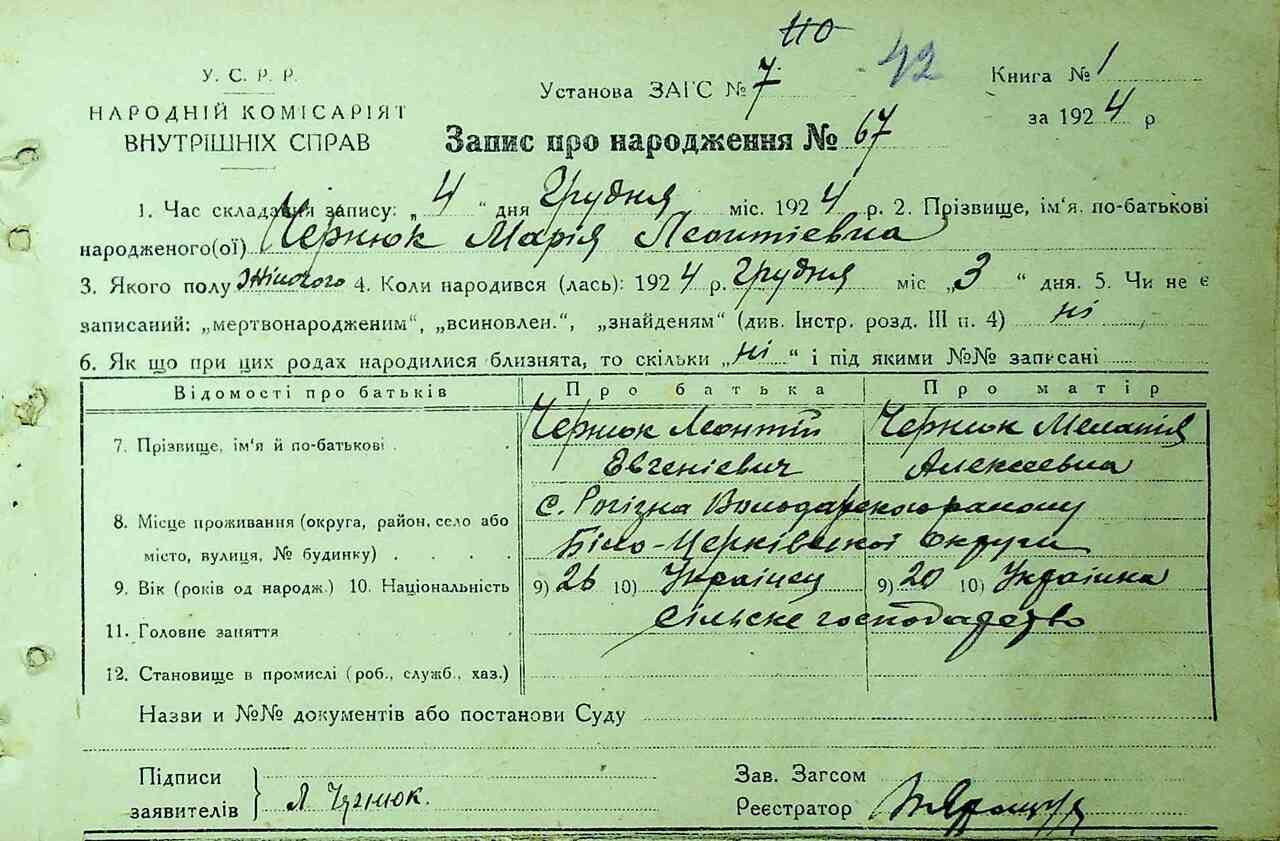 110
У. С. Р. Р.
НАРОДНІЙ КОМІСАРІЯТ
ВНУТРІШНІХ СПРАВ
Установа ЗАГС № 7
42
Книга № 1
за 1924 р
Запис про народження № 67
1. Час складання запису: „4“ дня Грудня міс. 1924 р. 2. Прізвище, ім'я, по-батькові
народженого(ої) Чернюк Марія Леонтієвна
3. Якого полу жіночого 4. Коли народився (лась): 1924 р. Грудня міс „3“ дня. 5. Чи не є
записаний: „мертвонародженим“, „всиновлен.“, „знайденям“ (див. Інстр. розд. III п. 4) ні
6. Як що при цих родах народилися близнята, то скільки „ні“ і під якими №№ записані
Відомості про батьків Про батька Про матір
7. Прізвище, ім'я й по-батькові Чернюк Леонтій Чернюк Меланія
Евгенієвич Алексеевна
с. Рогізна Володарского району
8. Місце проживання (округа, район, село або
місто, вулиця, № будинку) Біло-Церківської Округи
9. Вік (років од народж.) 10. Національність 9) 26 10) Українец 9) 20 10) Українка
11. Головне заняття сільске господарство
12. Становище в промислі (роб., служб., хаз.)
Назви и №№ документів або постанови Суду
Підписи
заявителів Л Чернюк.
Зав. Загсом
Реєстратор